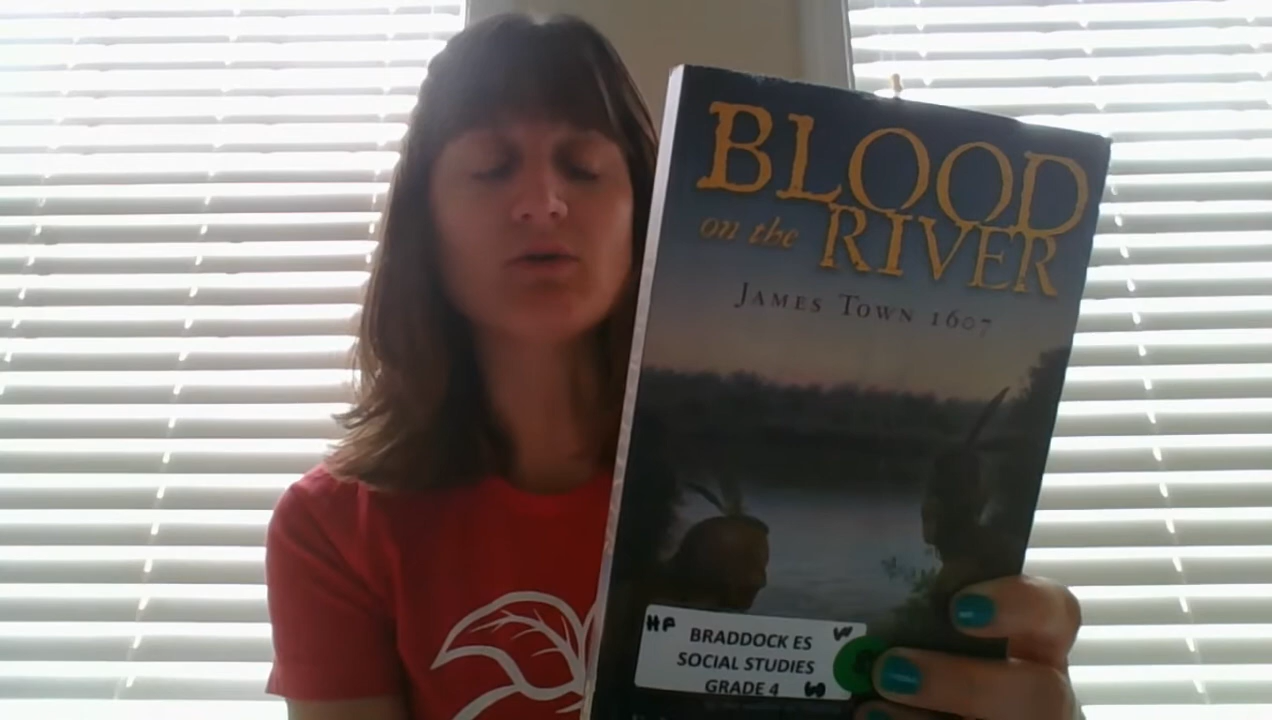 BLOOD
on the RIVER
JAMES TOWN 1607
HF
W
BRADDOCK ES
SOCIAL STUDIES
GRADE 4